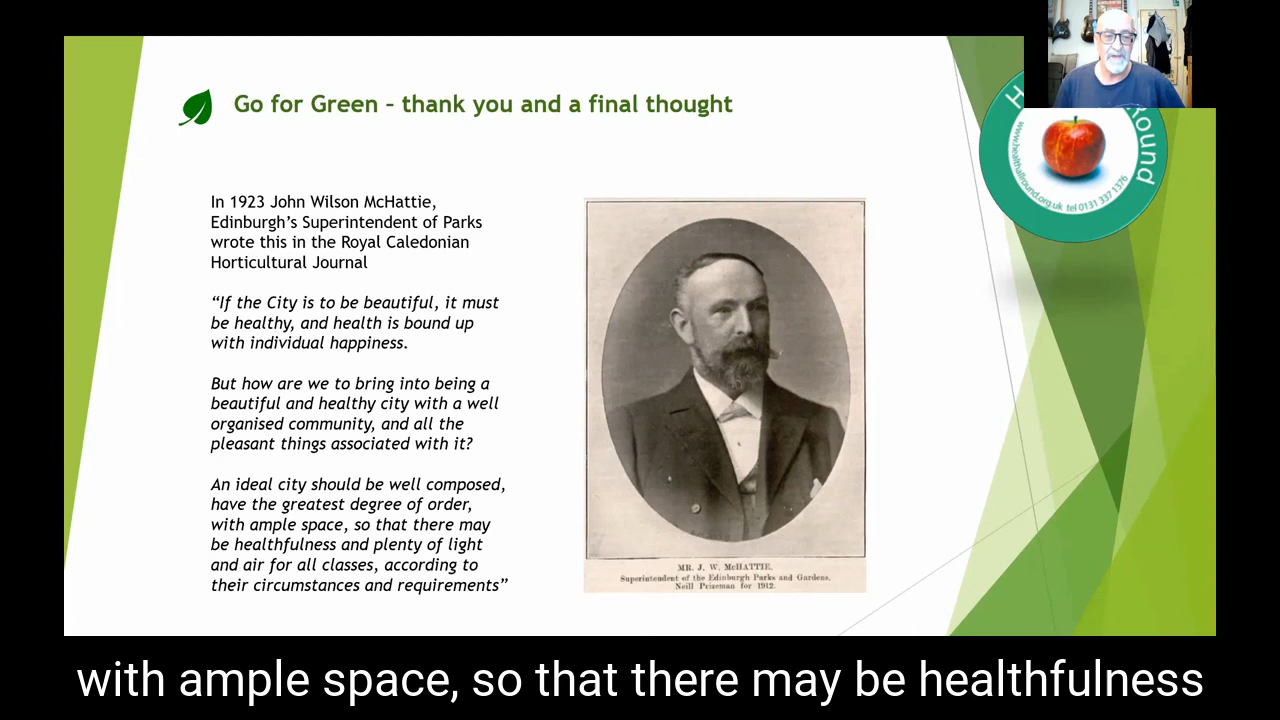 Go for Green – thank you and a final thought
In 1923 John Wilson McHattie,
Edinburgh’s Superintendent of Parks
wrote this in the Royal Caledonian
Horticultural Journal
“If the City is to be beautiful, it must
be healthy, and health is bound up
with individual happiness.
But how are we to bring into being a
beautiful and healthy city with a well
organised community, and all the
pleasant things associated with it?
An ideal city should be well composed,
have the greatest degree of order,
with ample space, so that there may
be healthfulness and plenty of light
and air for all classes, according to
their circumstances and requirements”
MR. J. W. McHATTIE,
Superintendent of the Edinburgh Parks and Gardens,
Neill Prizeman for 1912.
Round
www.healthallround.org.uk tel 0131 337 1376
with ample space, so that there may be healthfulness